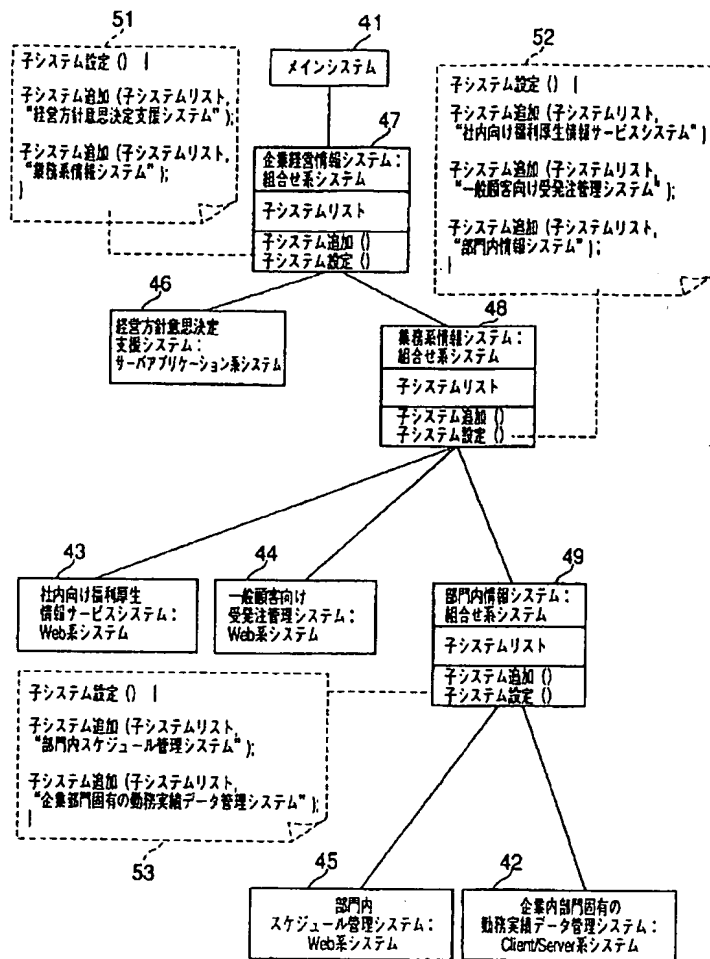 51
子システム設定 () {
子システム追加 (子システムリスト,
"経営方針意思決定支援システム");
子システム追加 (子システムリスト,
"業務系情報システム");
}
41
メインシステム
52
子システム設定 () {
子システム追加 (子システムリスト,
"社内向け福利厚生情報サービスシステム")
子システム追加 (子システムリスト,
"一般顧客向け受発注管理システム");
子システム追加 (子システムリスト,
"部門内情報システム");
}
47
企業経営情報システム:
組合せ系システム
子システムリスト
子システム追加 ()
子システム設定 ()
46
経営方針意思決定
支援システム:
サーバアプリケーション系システム
48
業務系情報システム:
組合せ系システム
子システムリスト
子システム追加 ()
子システム設定 ()
43
社内向け福利厚生
情報サービスシステム:
Web系システム
44
一般顧客向け
受発注管理システム:
Web系システム
49
部門内情報システム:
組合せ系システム
子システムリスト
子システム追加 ()
子システム設定 ()
子システム設定 () {
子システム追加 (子システムリスト,
"部門内スケジュール管理システム");
子システム追加 (子システムリスト,
"企業部門固有の勤務実績データ管理システム");
}
53
45
部門内
スケジュール管理システム:
Web系システム
42
企業内部門固有の
勤務実績データ管理システム:
Client/Server系システム